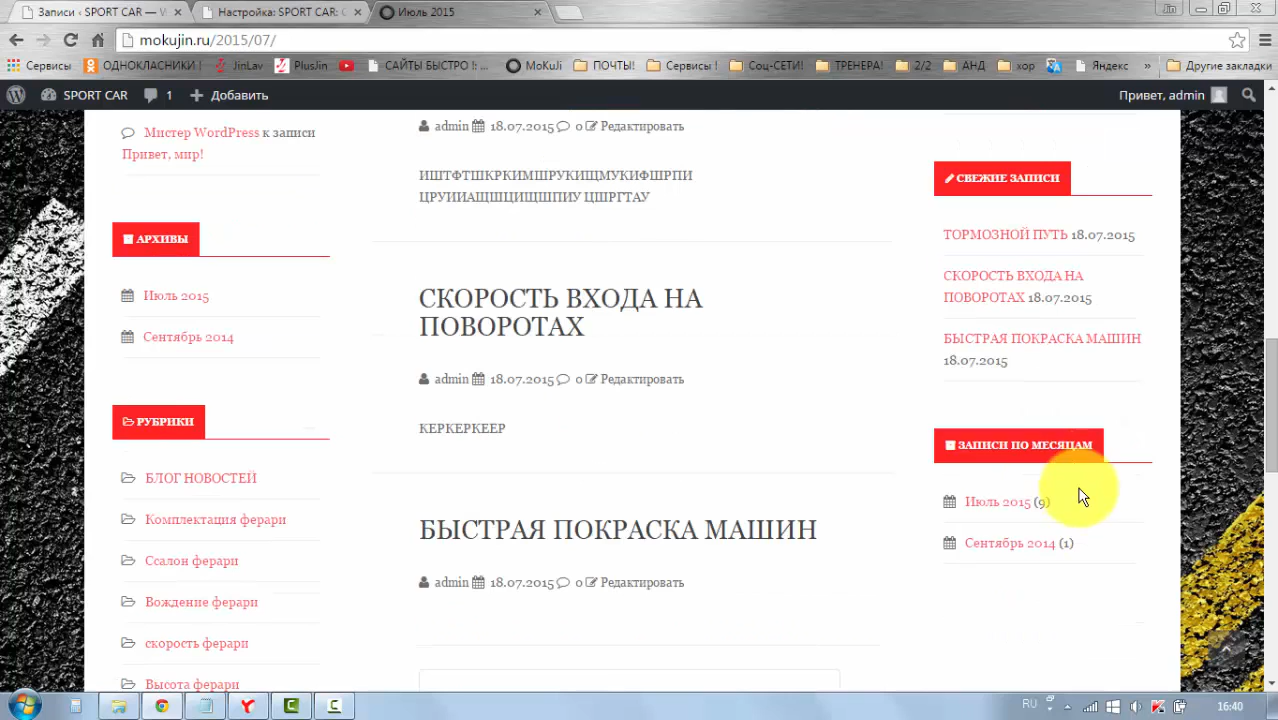 Записи ‹ SPORT CAR — V
Настройка: SPORT CAR: С
Июль 2015
mokujin.ru/2015/07/
Сервисы
ОДНОКЛАСНИКИ
JinLav
PlusJin
САЙТЫ БЫСТРО !: ...
MoKuJi
ПОЧТЫ!
Сервисы !
Соц-СЕТИ!
ТРЕНЕРА!
2/2
АНД
хор
Яндекс
»
Другие закладки
SPORT CAR
1
Добавить
Привет, admin
Мистер WordPress к записи
Привет, мир!
АРХИВЫ
Июль 2015
Сентябрь 2014
РУБРИКИ
БЛОГ НОВОСТЕЙ
Комплектация ферари
Ссалон ферари
Вождение ферари
скорость ферари
Высота ферари
admin 18.07.2015 0 Редактировать
ИШТФТШКРКИМШРУКИЩМУКИФШРПИ
ЦРУИИАЩШЦИЩШПИУ ЦШРГТАУ
СКОРОСТЬ ВХОДА НА
ПОВОРОТАХ
admin 18.07.2015 0 Редактировать
КЕРКЕРКЕЕР
БЫСТРАЯ ПОКРАСКА МАШИН
admin 18.07.2015 0 Редактировать
СВЕЖИЕ ЗАПИСИ
ТОРМОЗНОЙ ПУТЬ 18.07.2015
СКОРОСТЬ ВХОДА НА
ПОВОРОТАХ 18.07.2015
БЫСТРАЯ ПОКРАСКА МАШИН
18.07.2015
ЗАПИСИ ПО МЕСЯЦАМ
Июль 2015 (9)
Сентябрь 2014 (1)
RU
16:40